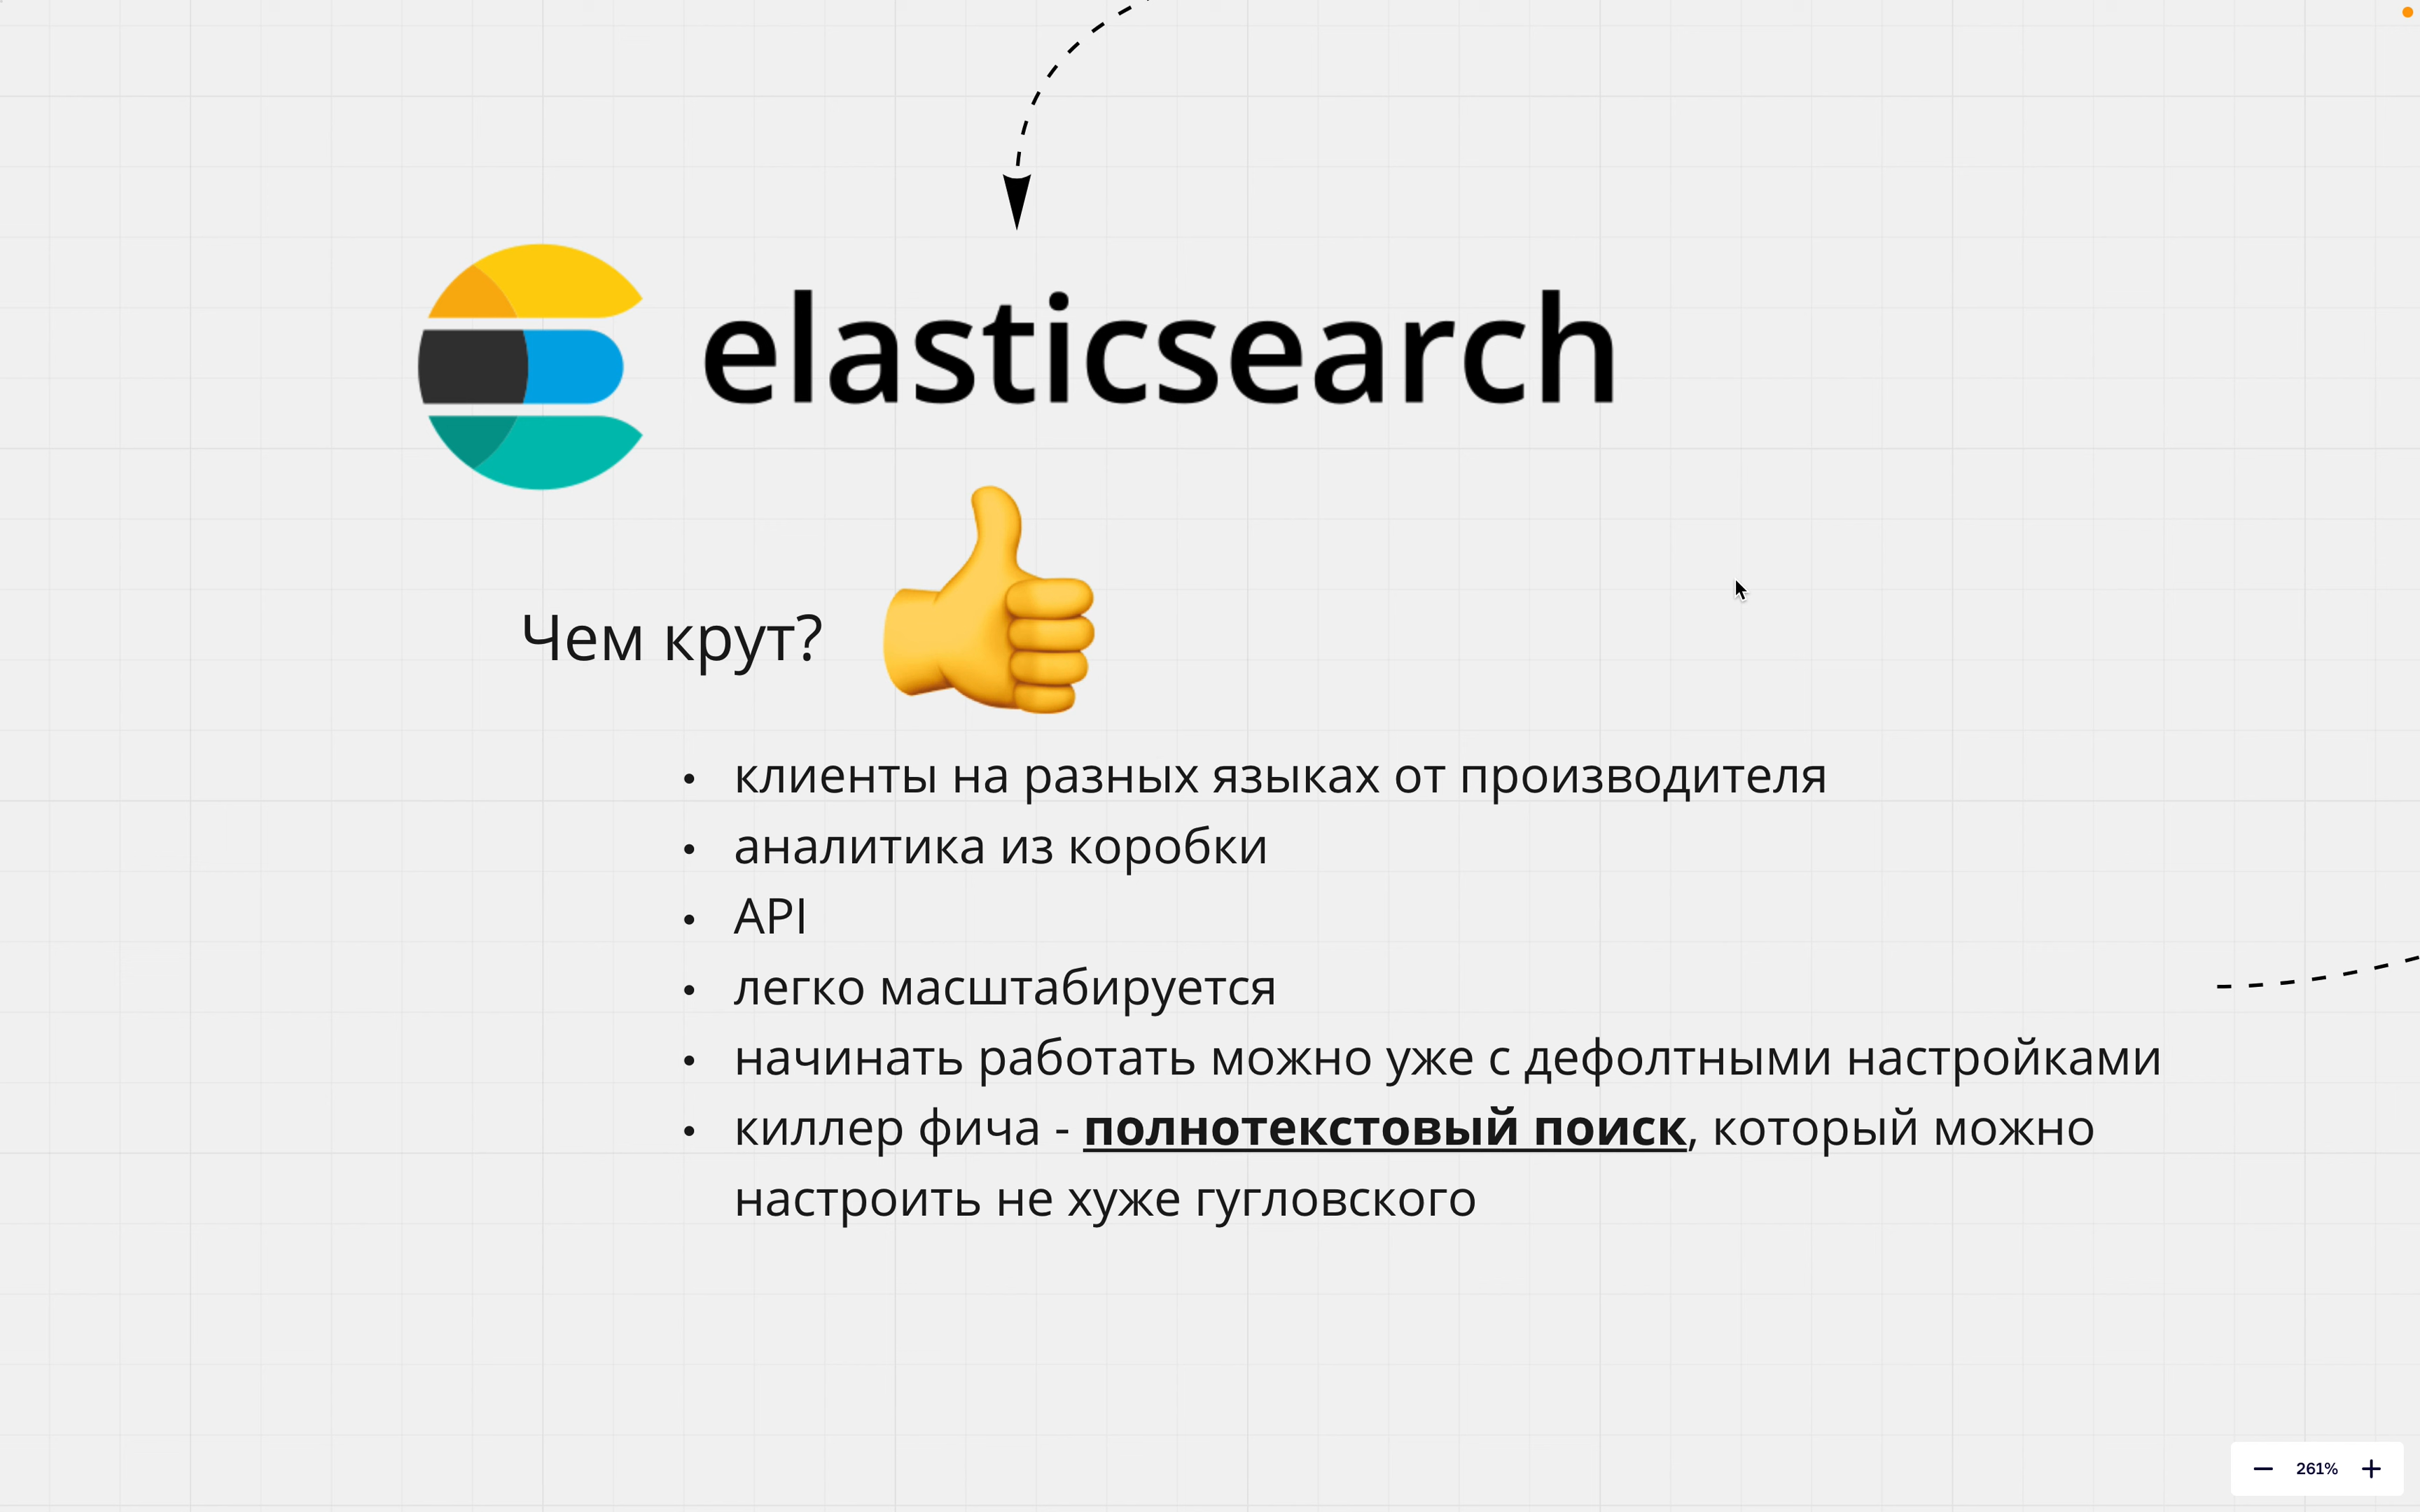 elasticsearch
Чем крут?
• клиенты на разных языках от производителя
• аналитика из коробки
• API
• легко масштабируется
• начинать работать можно уже с дефолтными настройками
• киллер фича - полнотекстовый поиск, который можно
настроить не хуже гугловского
261%